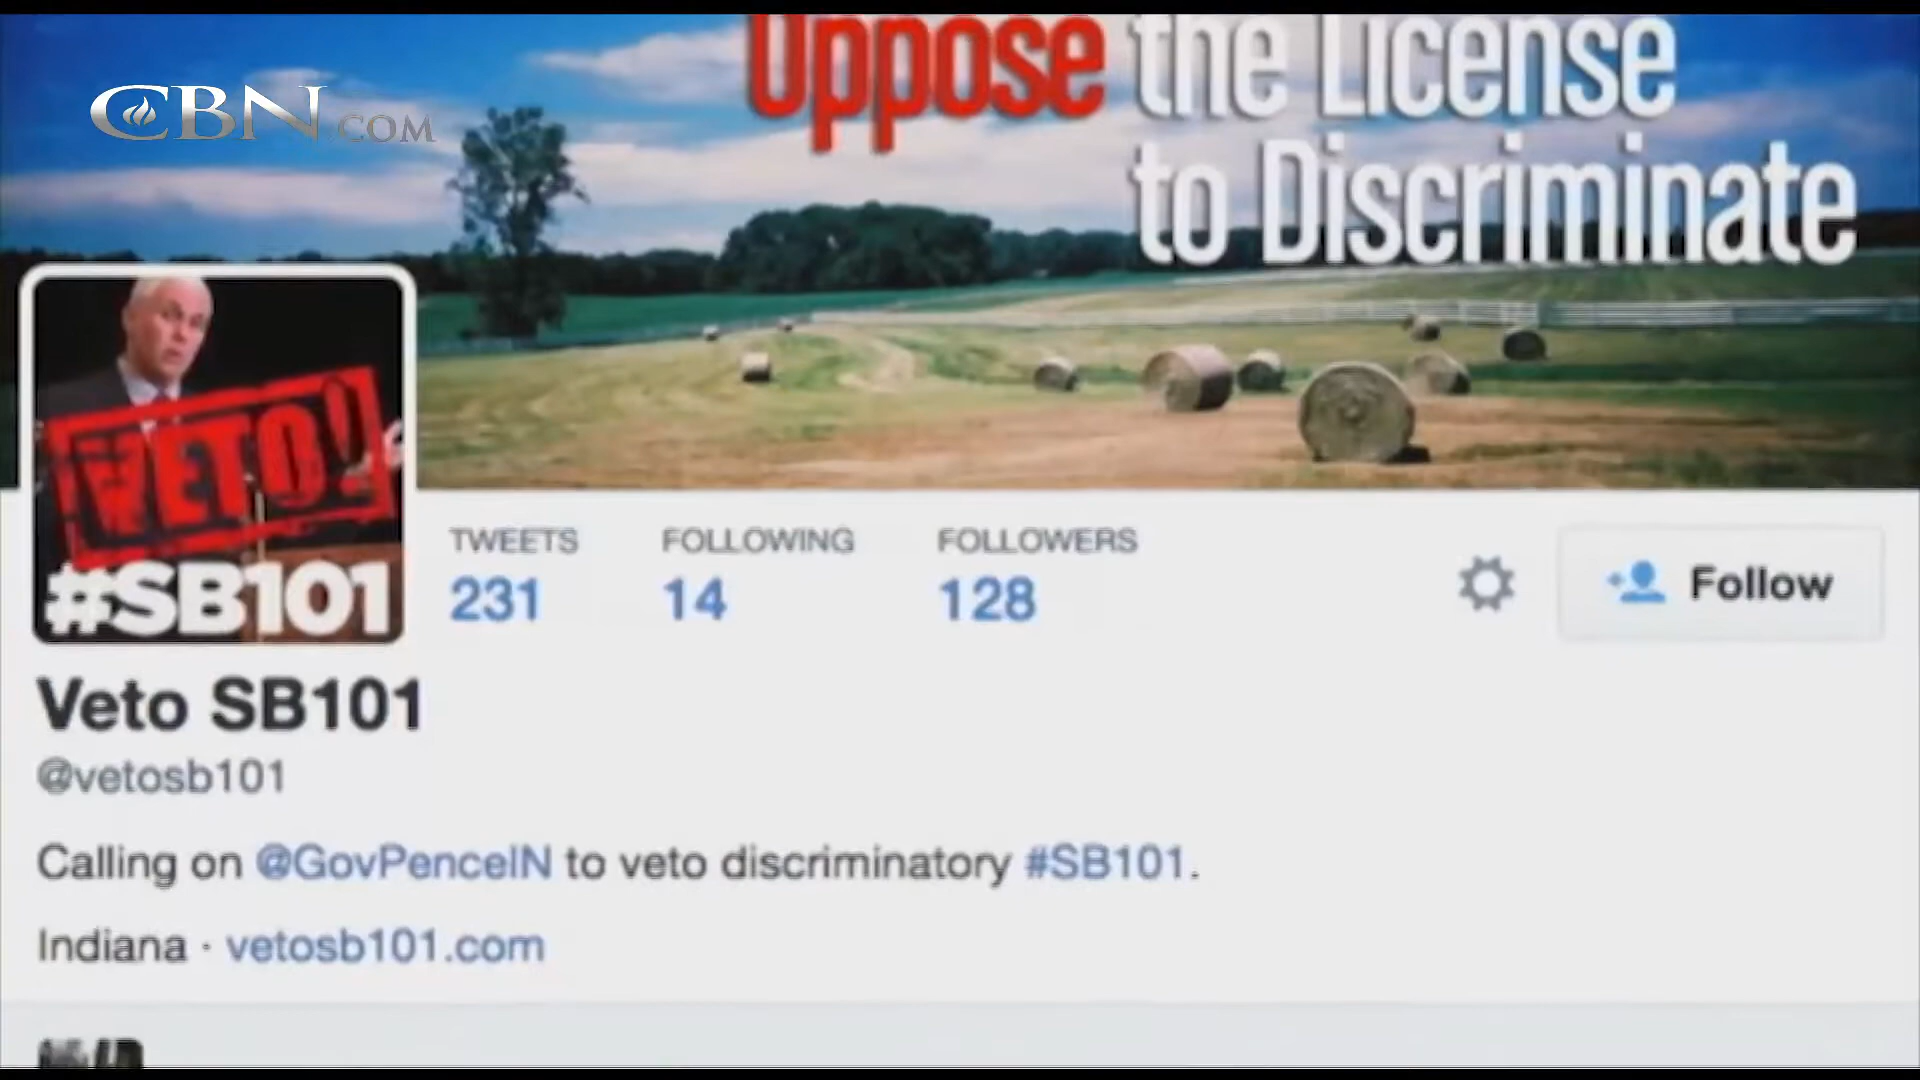 Oppose the License
to Discriminate
CBN.COM
VETO!
#SB101
TWEETS FOLLOWING FOLLOWERS
231 14 128
Follow
Veto SB101
@vetosb101
Calling on @GovPenceIN to veto discriminatory #SB101.
Indiana · vetosb101.com